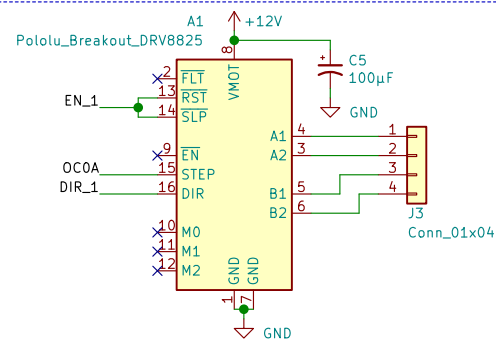 A1
+12V
Pololu_Breakout_DRV8825
8
VMOT
C5
100µF
GND
2
FLT
13
RST
EN_1
14
SLP
A1
4
1
A2
3
2
9
EN
OC0A
15
STEP
3
DIR_1
16
DIR
B1
5
4
B2
6
J3
Conn_01x04
10
M0
11
M1
12
M2
GND
GND
1
7
GND